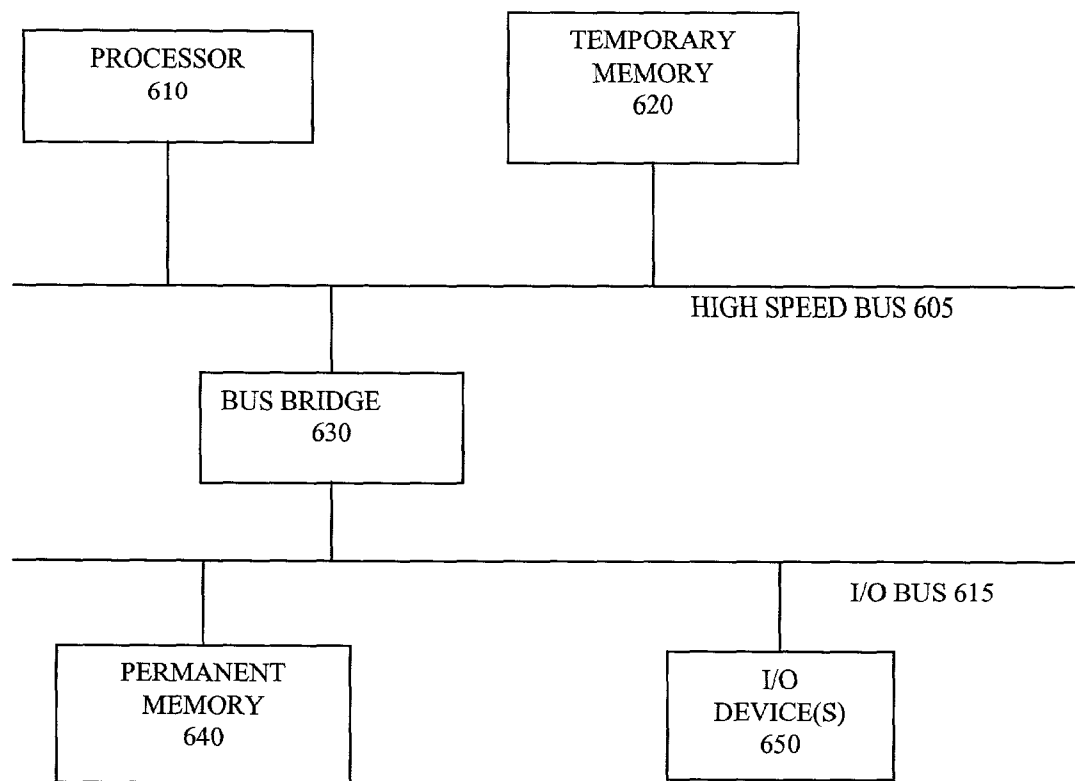 PROCESSOR
610
TEMPORARY
MEMORY
620
HIGH SPEED BUS 605
BUS BRIDGE
630
I/O BUS 615
PERMANENT
MEMORY
640
I/O
DEVICE(S)
650